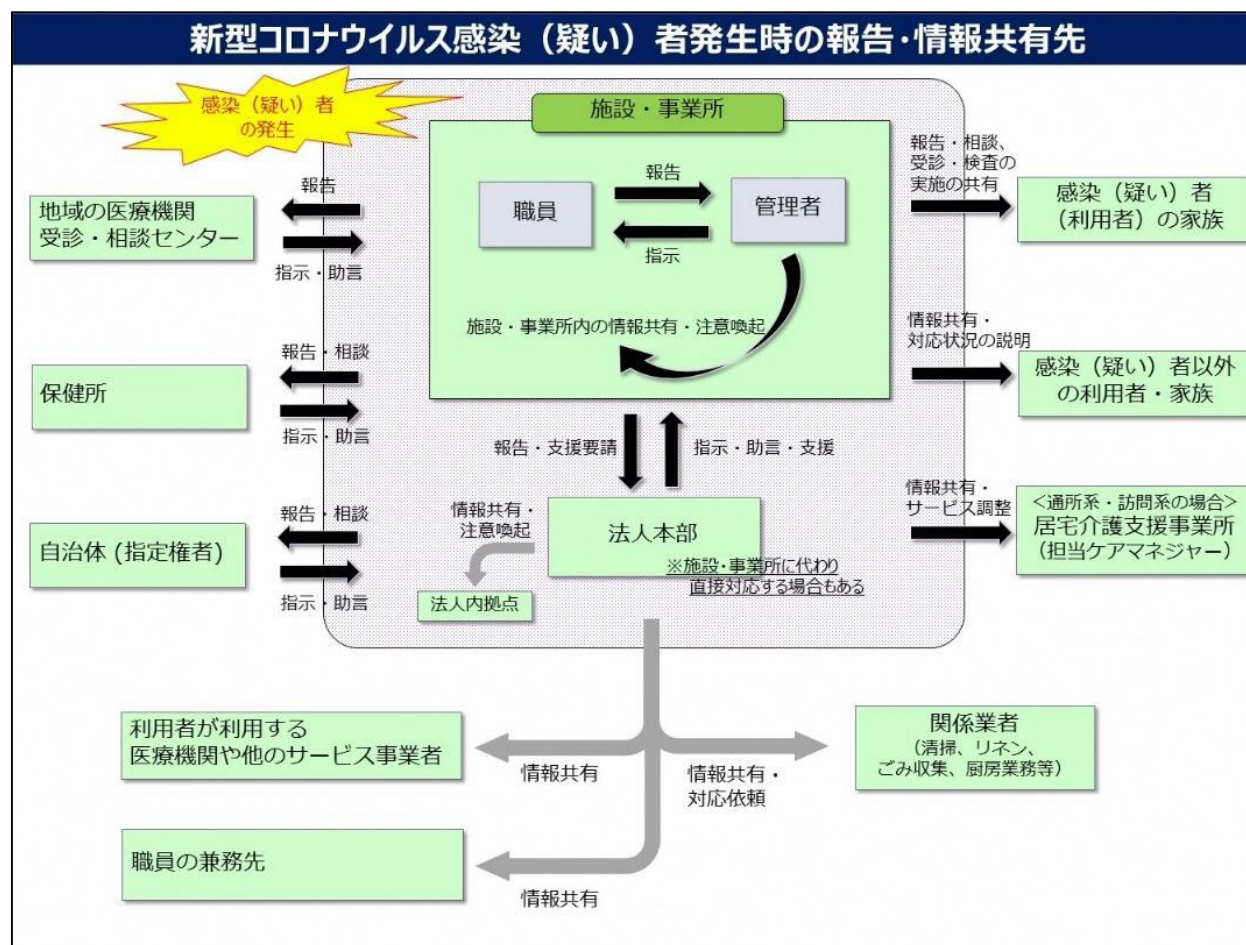 新型コロナウイルス感染（疑い）者発生時の報告・情報共有先
感染（疑い）者
の発生
施設・事業所
職員
報告
指示
管理者
施設・事業所内の情報共有・注意喚起
報告
地域の医療機関
受診・相談センター
指示・助言
報告・相談
保健所
指示・助言
報告・相談
自治体 (指定権者)
指示・助言
報告・相談、
受診・検査の
実施の共有
感染（疑い）者
（利用者）の家族
情報共有・
対応状況の説明
感染（疑い）者以外
の利用者・家族
情報共有・
サービス調整
<通所系・訪問系の場合>
居宅介護支援事業所
（担当ケアマネジャー）
報告・支援要請
指示・助言・支援
情報共有・
注意喚起
法人本部
※施設・事業所に代わり
直接対応する場合もある
法人内拠点
利用者が利用する
医療機関や他のサービス事業者
情報共有
情報共有・
対応依頼
関係業者
（清掃、リネン、
ごみ収集、厨房業務等）
職員の兼務先
情報共有